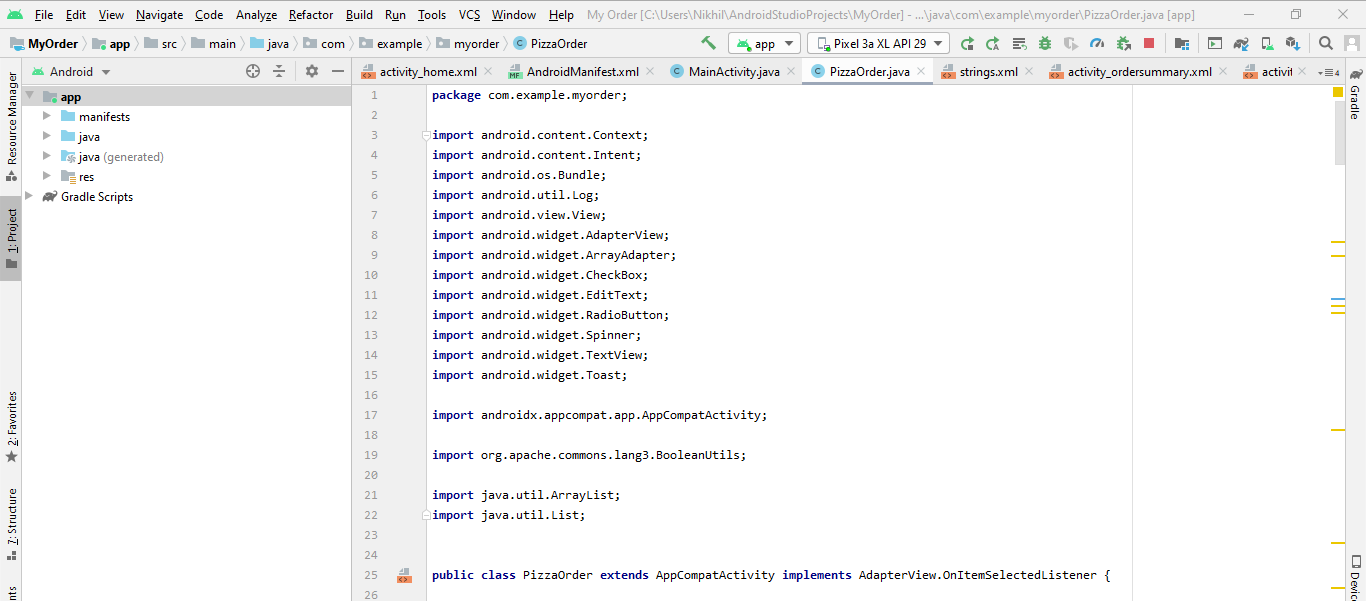 File Edit View Navigate Code Analyze Refactor Build Run Tools VCS Window Help My Order [C:\Users\Nikhil\AndroidStudioProjects\MyOrder] - ...\java\com\example\myorder\PizzaOrder.java [app]
MyOrder app src main java com example myorder PizzaOrder app Pixel 3a XL API 29
Android activity_home.xml AndroidManifest.xml MainActivity.java PizzaOrder.java strings.xml activity_ordersummary.xml activit 4
Resource Manager
1: Project
2: Favorites
7: Structure
nts
app
manifests
java
java (generated)
res
Gradle Scripts
1 package com.example.myorder;
2
3 import android.content.Context;
4 import android.content.Intent;
5 import android.os.Bundle;
6 import android.util.Log;
7 import android.view.View;
8 import android.widget.AdapterView;
9 import android.widget.ArrayAdapter;
10 import android.widget.CheckBox;
11 import android.widget.EditText;
12 import android.widget.RadioButton;
13 import android.widget.Spinner;
14 import android.widget.TextView;
15 import android.widget.Toast;
16
17 import androidx.appcompat.app.AppCompatActivity;
18
19 import org.apache.commons.lang3.BooleanUtils;
20
21 import java.util.ArrayList;
22 import java.util.List;
23
24
25 public class PizzaOrder extends AppCompatActivity implements AdapterView.OnItemSelectedListener {
26
Gradle
Devic